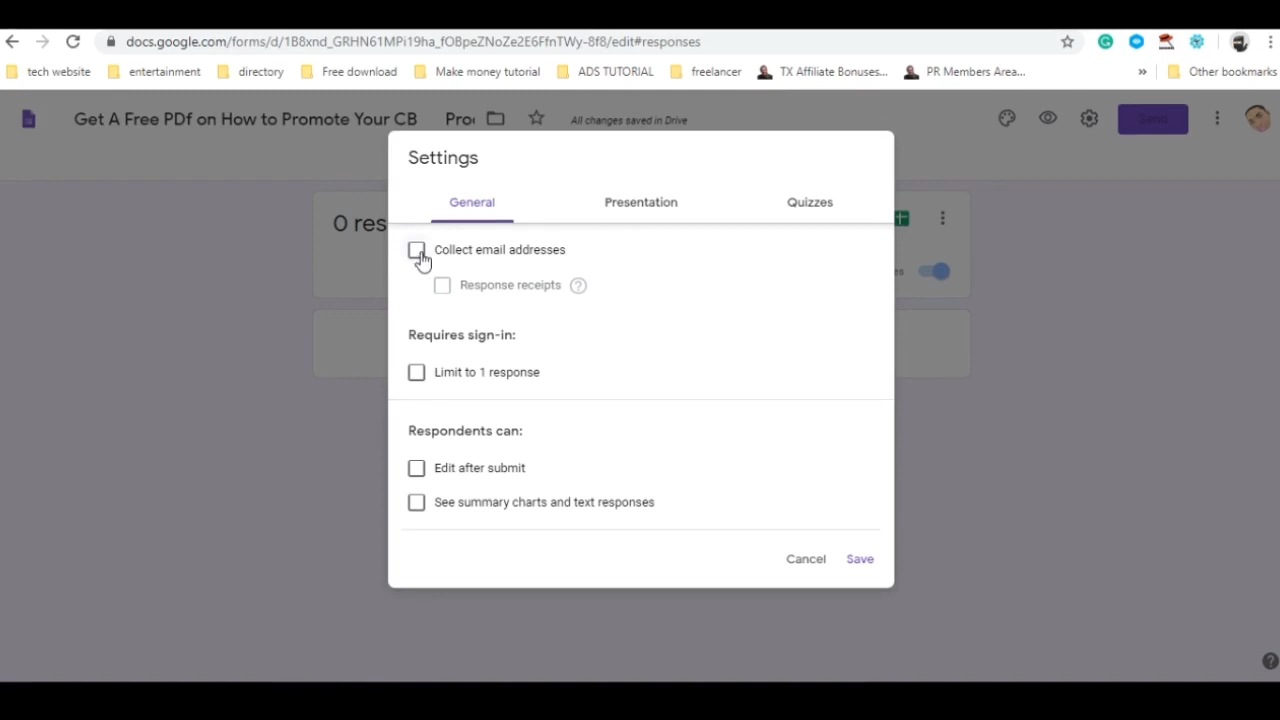 docs.google.com/forms/d/1B8xnd_GRHN61MPi19ha_fOBpeZNoZe2E6FfnTWy-8f8/edit#responses
tech website entertainment directory Free download Make money tutorial ADS TUTORIAL freelancer TX Affiliate Bonuses... PR Members Area... » Other bookmarks
Get A Free PDf on How to Promote Your CB Pro All changes saved in Drive Send
Settings
General Presentation Quizzes
0 res
Collect email addresses
es
Response receipts ?
Requires sign-in:
Limit to 1 response
Respondents can:
Edit after submit
See summary charts and text responses
Cancel Save
?